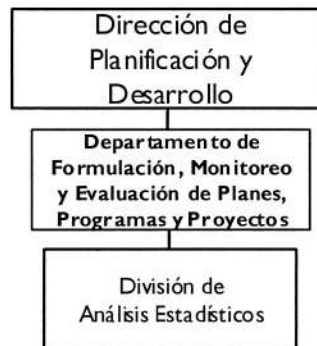 Dirección de
Planificación y
Desarrollo
Departamento de
Formulación, Monitoreo
y Evaluación de Planes,
Programas y Proyectos
División de
Análisis Estadísticos